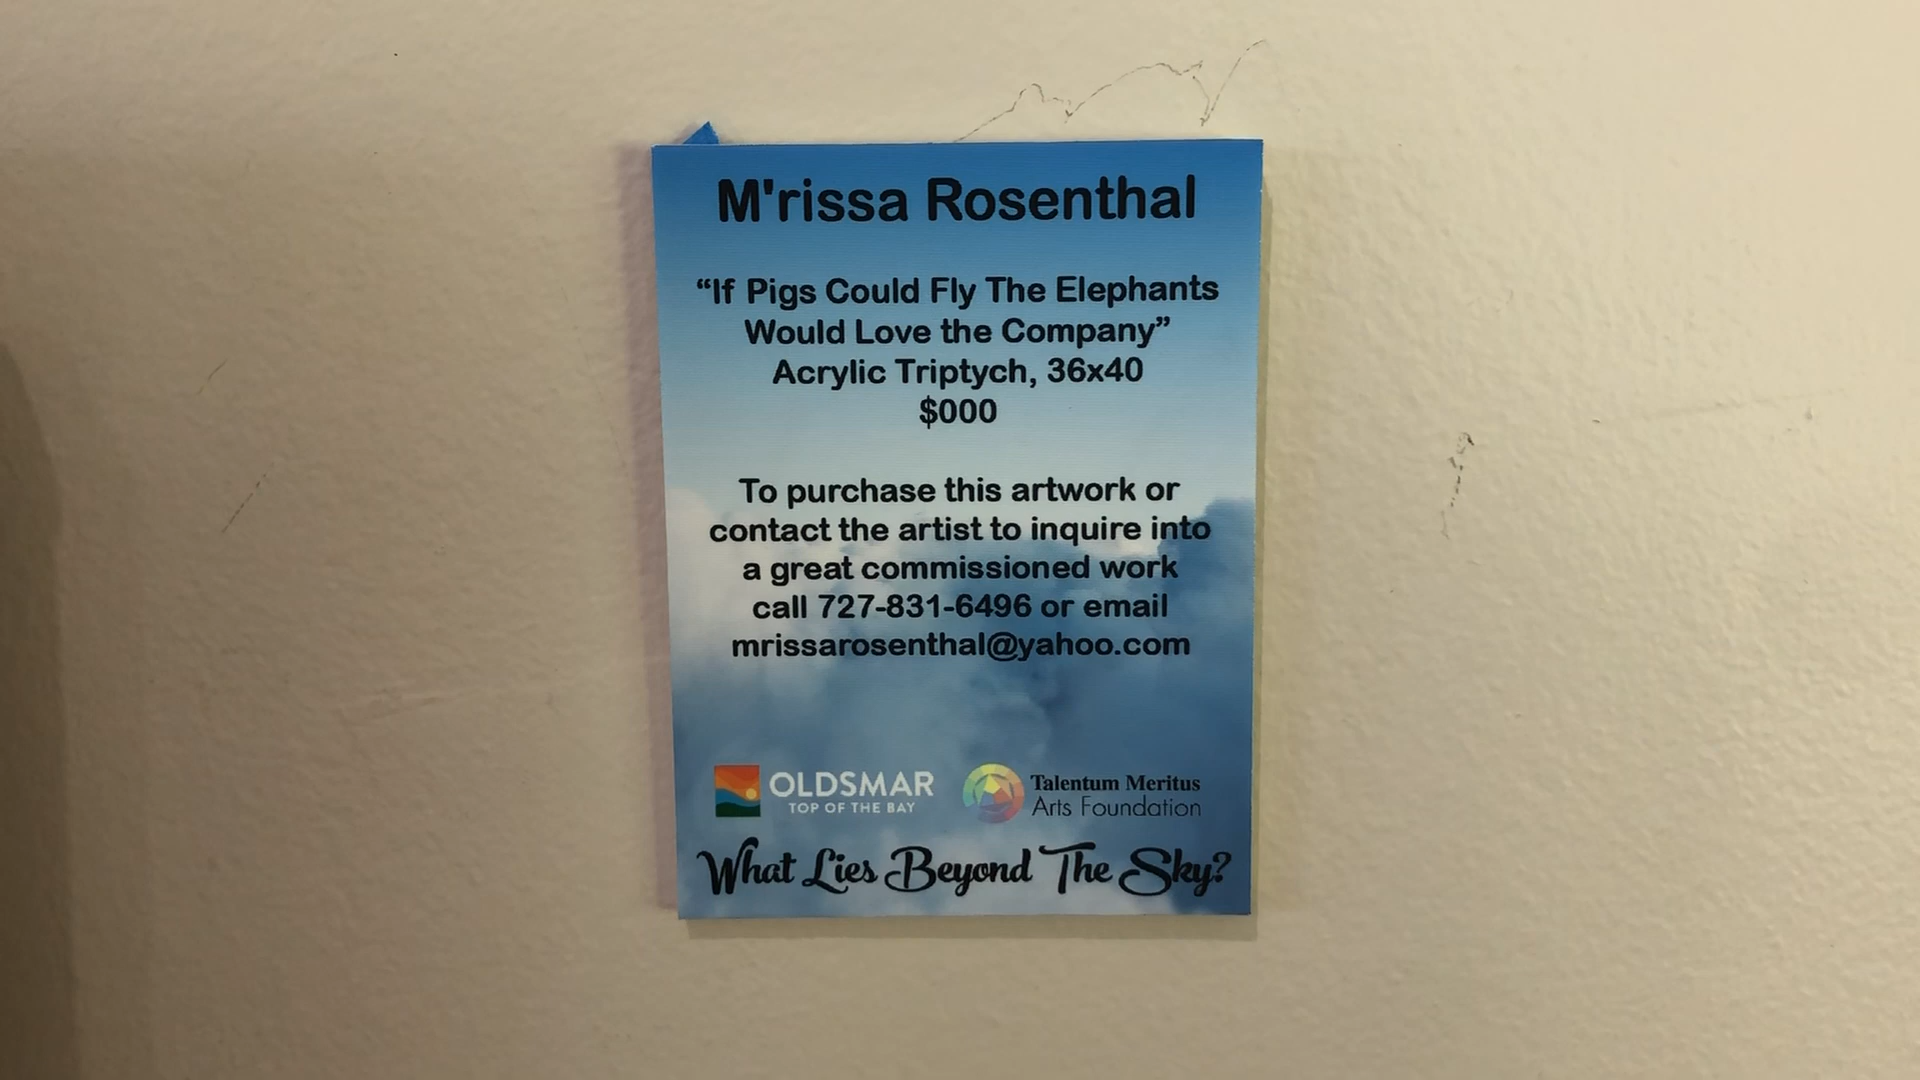 M'rissa Rosenthal
“If Pigs Could Fly The Elephants
Would Love the Company”
Acrylic Triptych, 36x40
$000
To purchase this artwork or
contact the artist to inquire into
a great commissioned work
call 727-831-6496 or email
mrissarosenthal@yahoo.com
OLDSMAR
TOP OF THE BAY
Talentum Meritus
Arts Foundation
What Lies Beyond The Sky?